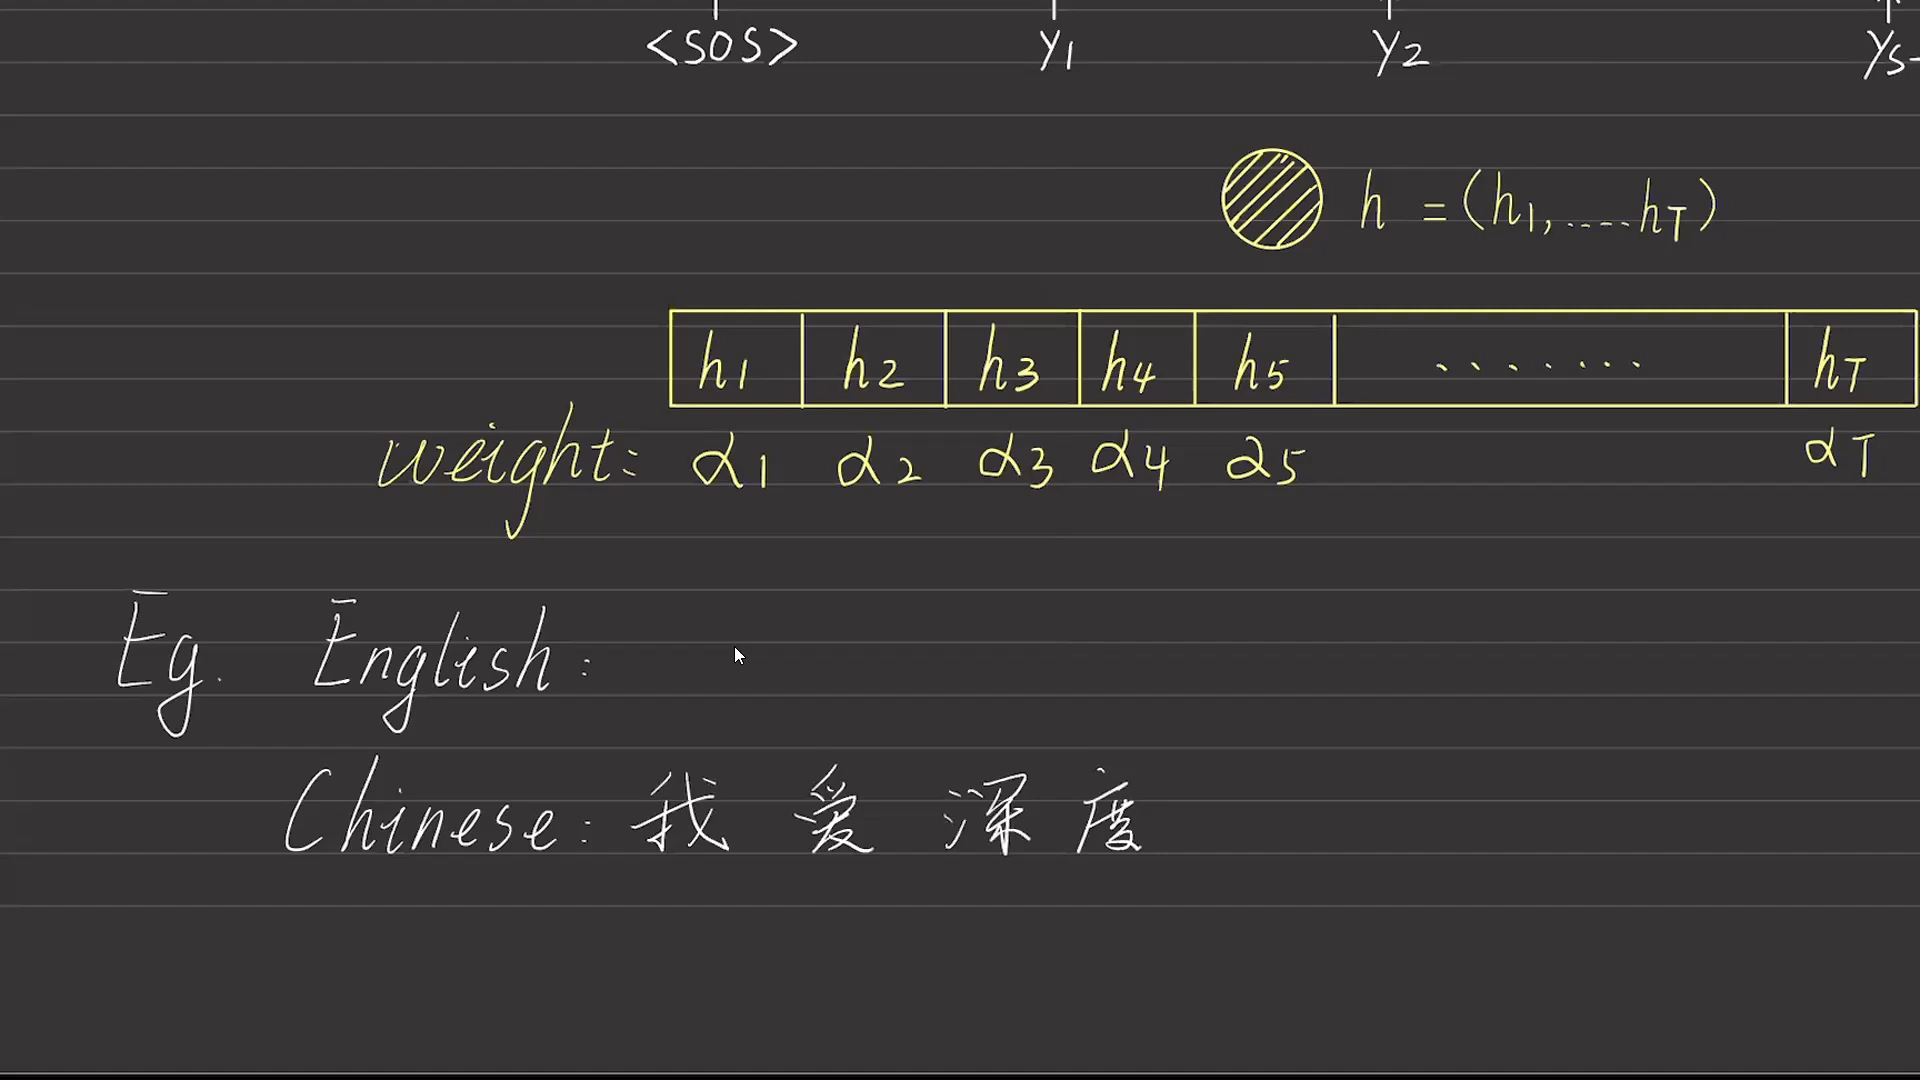 <SOS> y1 y2 ys-
h = (h1, ..... hT)
h1 h2 h3 h4 h5 ....... hT
weight: α1 α2 α3 α4 α5 αT
Eg. English:
Chinese: 我 爱 深 度